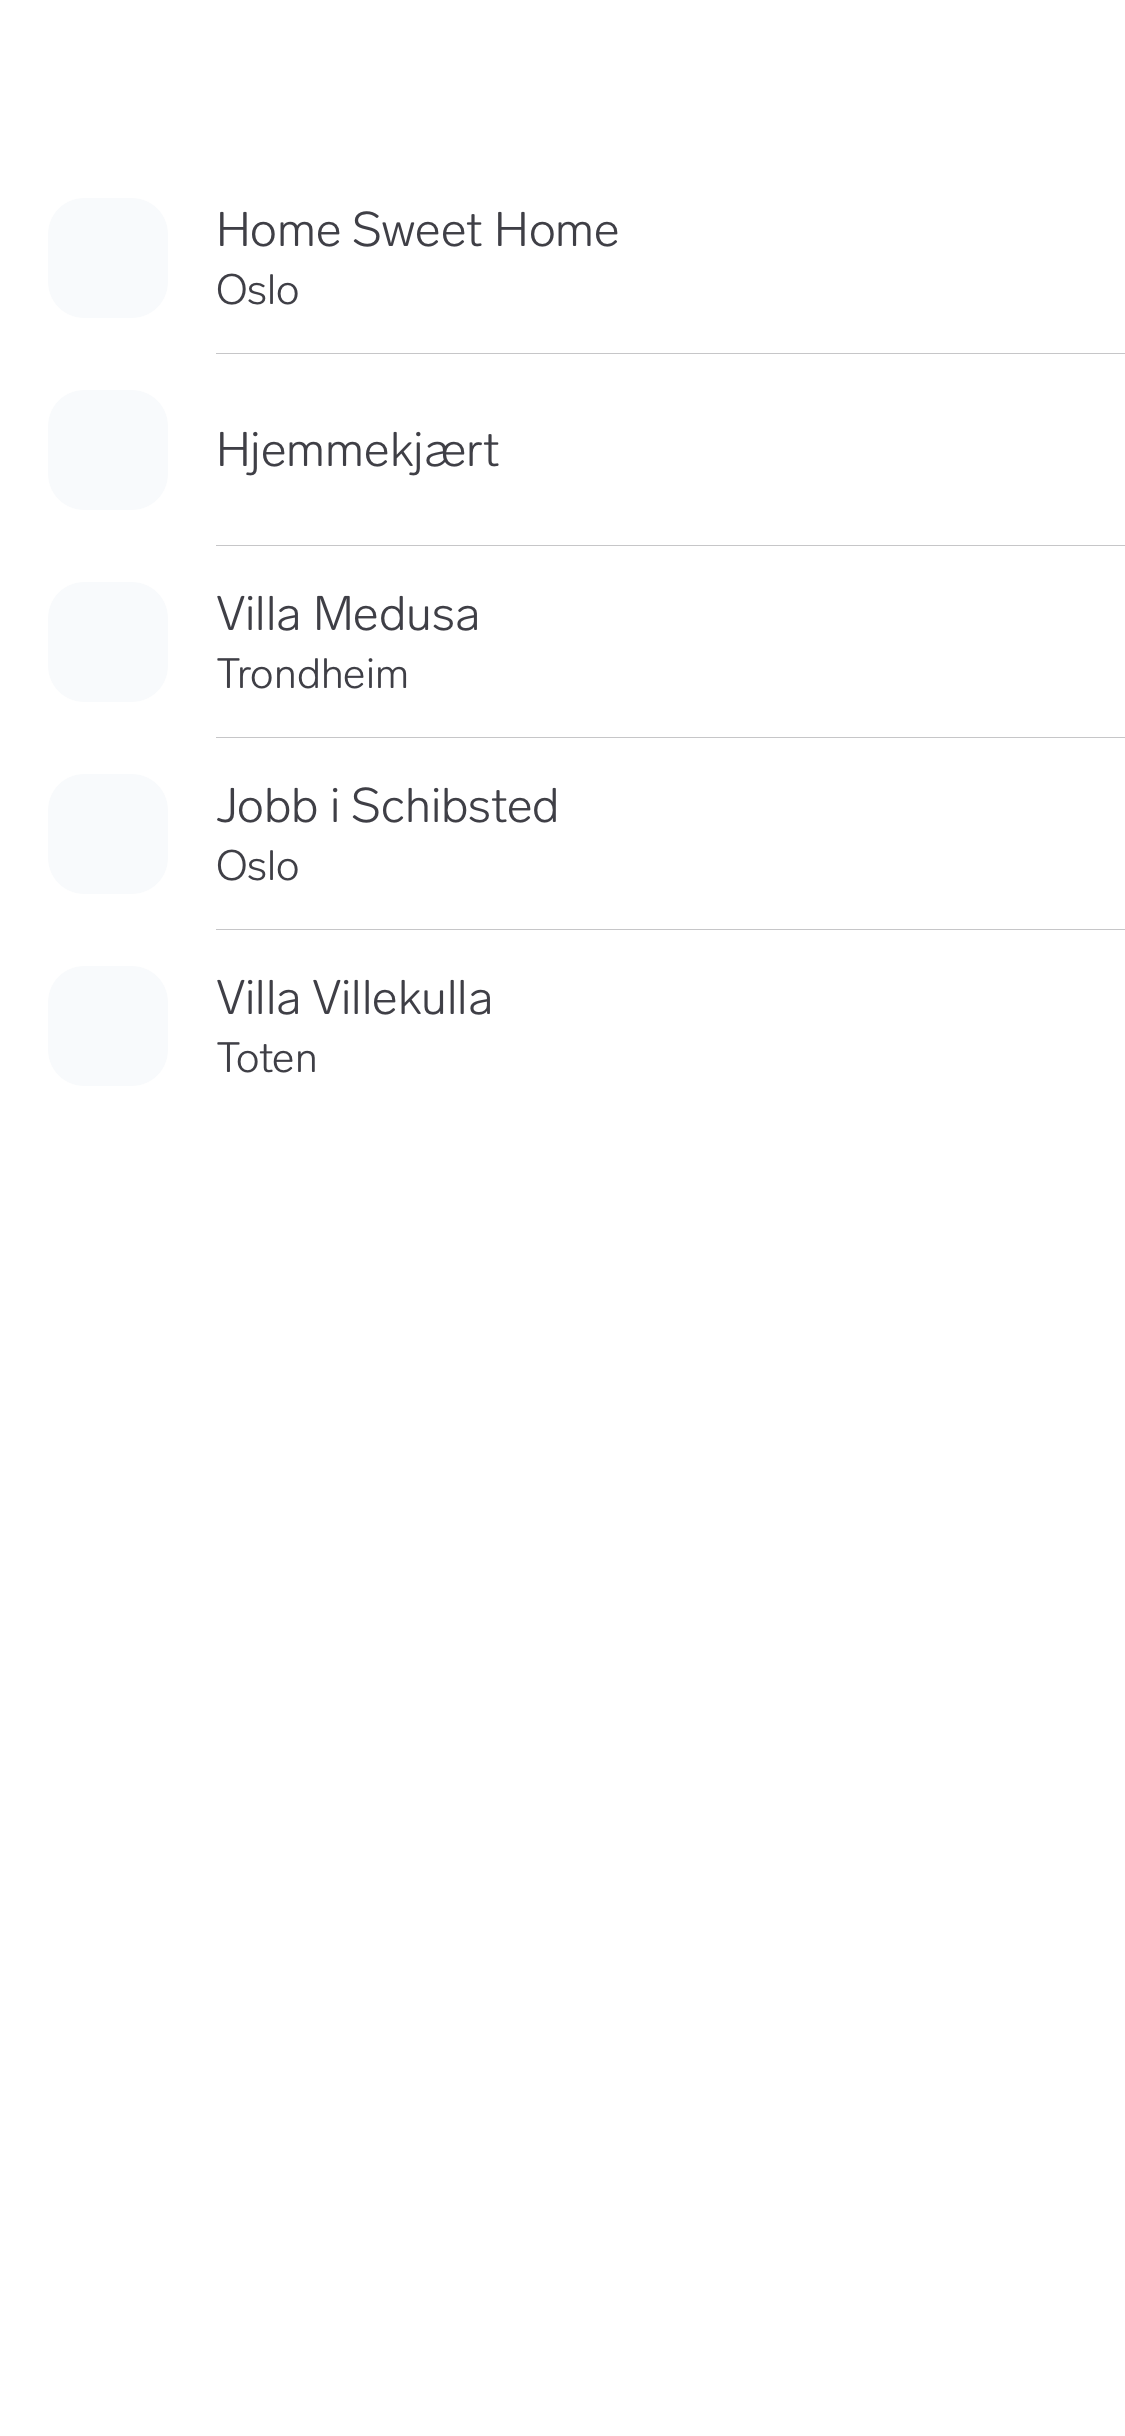 Home Sweet Home
Oslo
Hjemmekjært
Villa Medusa
Trondheim
Jobb i Schibsted
Oslo
Villa Villekulla
Toten